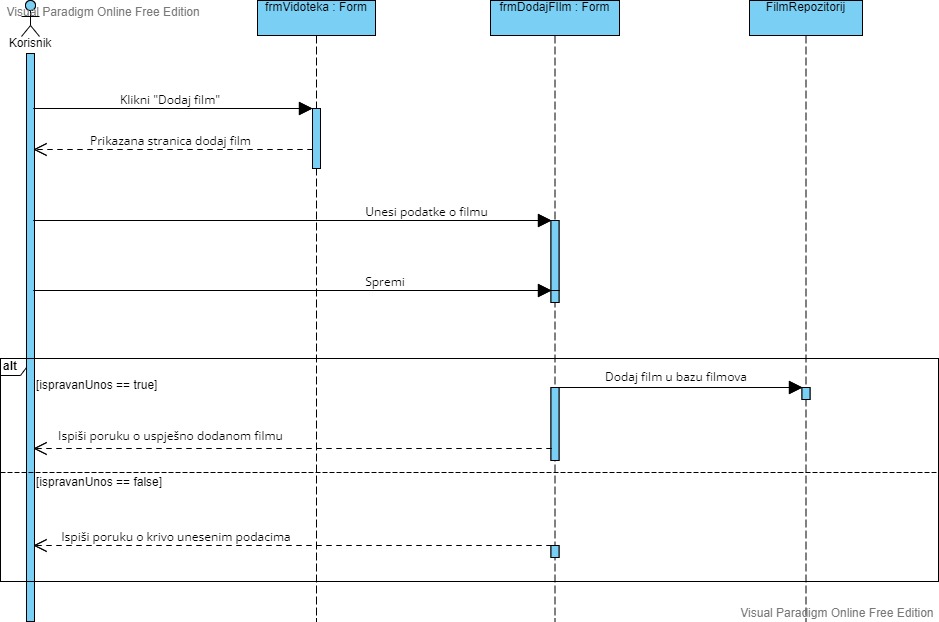 Visual Paradigm Online Free Edition
frmVidoteka : Form
frmDodajFIlm : Form
FilmRepozitorij
Korisnik
Klikni "Dodaj film"
Prikazana stranica dodaj film
Unesi podatke o filmu
Spremi
alt
[ispravanUnos == true]
Dodaj film u bazu filmova
Ispiši poruku o uspješno dodanom filmu
[ispravanUnos == false]
Ispiši poruku o krivo unesenim podacima
Visual Paradigm Online Free Edition